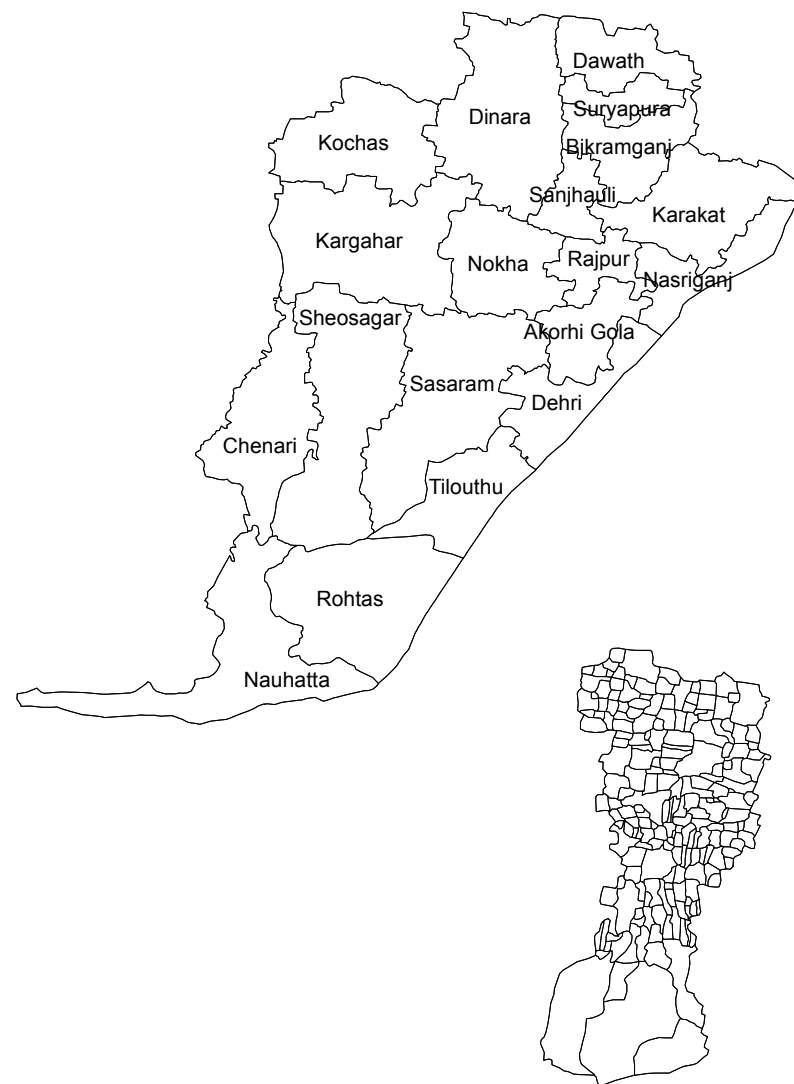 Dawath
Suryapura
Dinara
Kochas
Bikramganj
Sanjhauli
Karakat
Kargahar
Nokha
Rajpur
Nasriganj
Sheosagar
Akorhi Gola
Sasaram
Dehri
Chenari
Tilouthu
Rohtas
Nauhatta